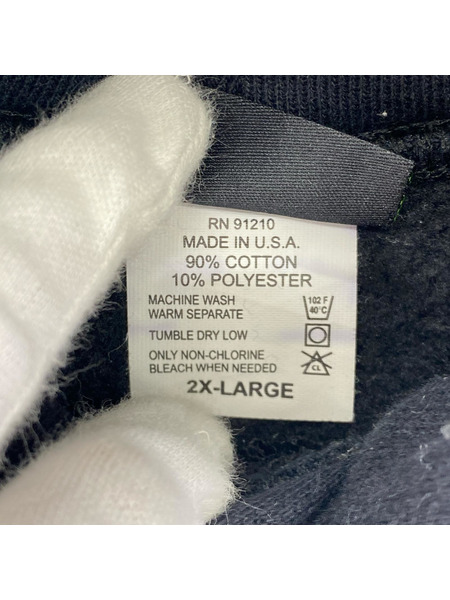 RN 91210
MADE IN U.S.A.
90% COTTON
10% POLYESTER
MACHINE WASH
WARM SEPARATE
102 F
40°C
TUMBLE DRY LOW
ONLY NON-CHLORINE
BLEACH WHEN NEEDED
CL
2X-LARGE